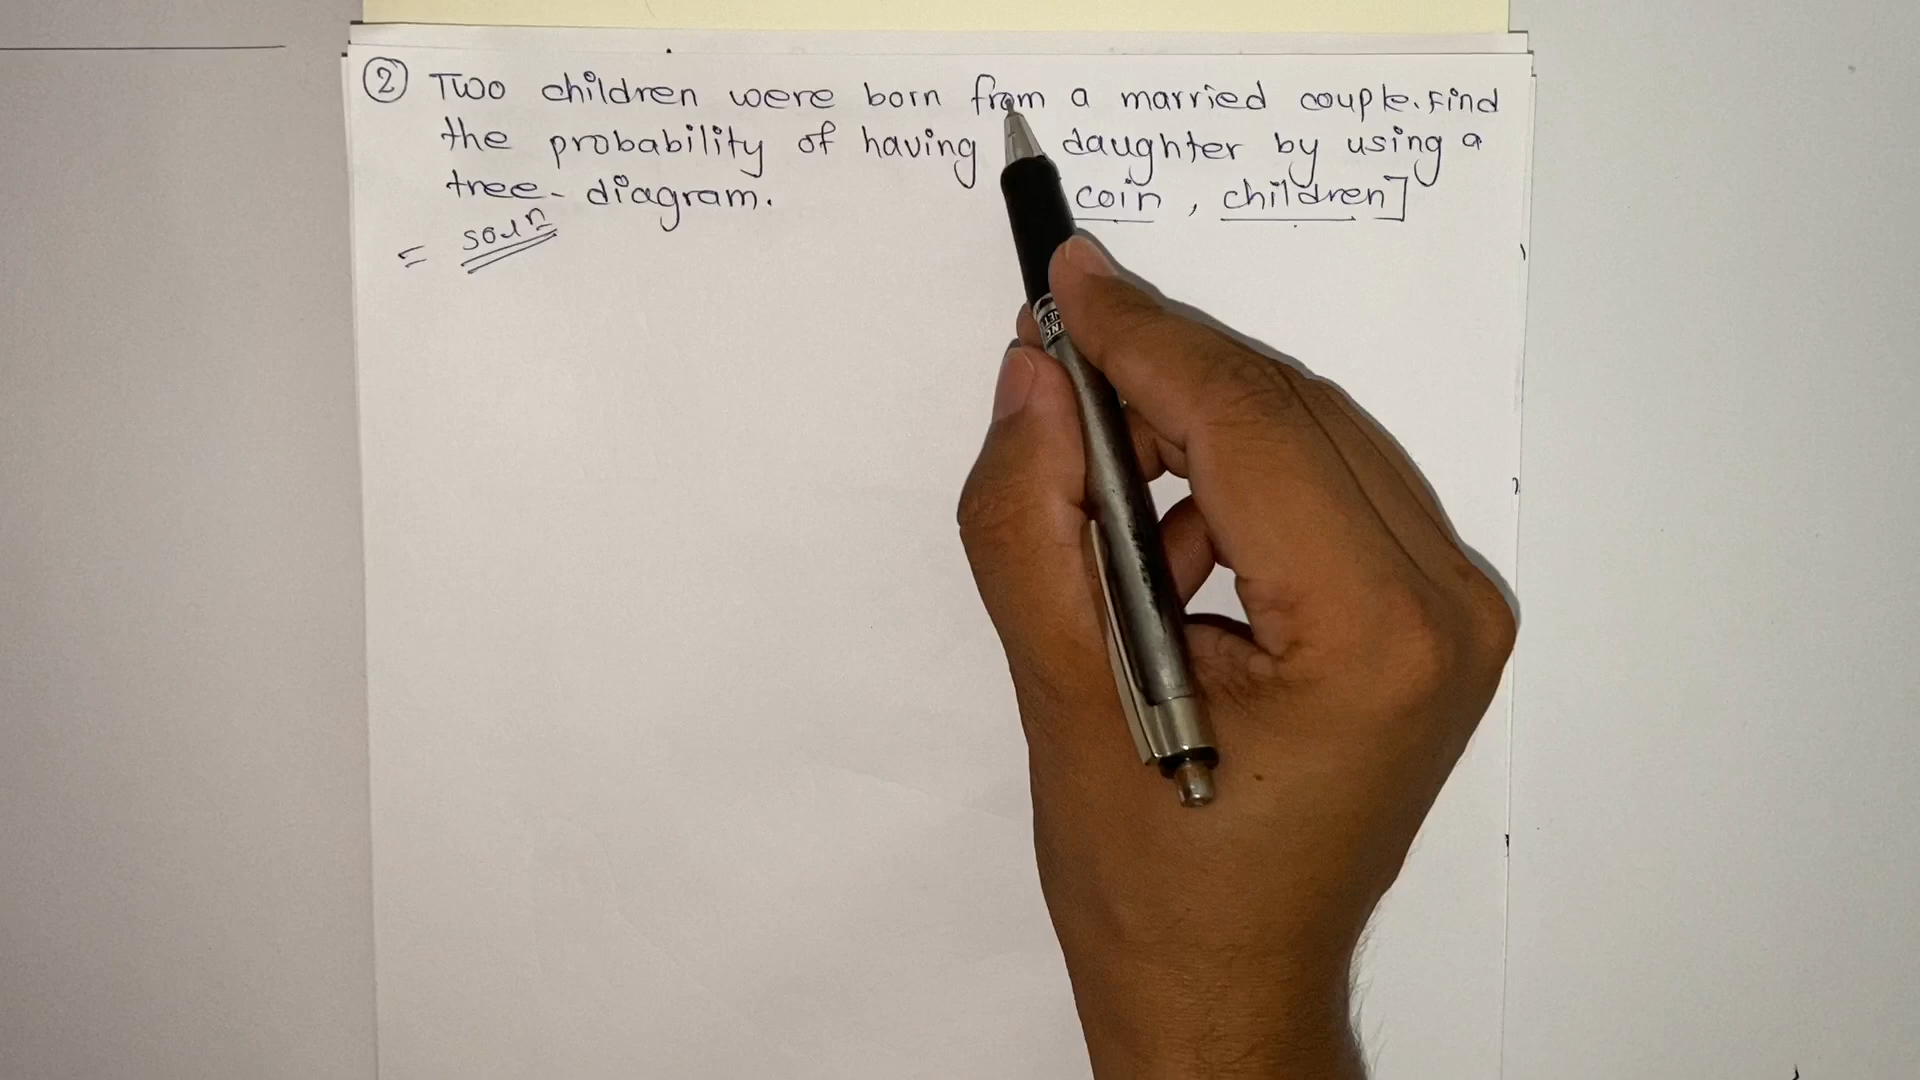 ② Two children were born from a married couple. Find
the probability of having daughter by using a
tree-diagram. coin , children]
= soln